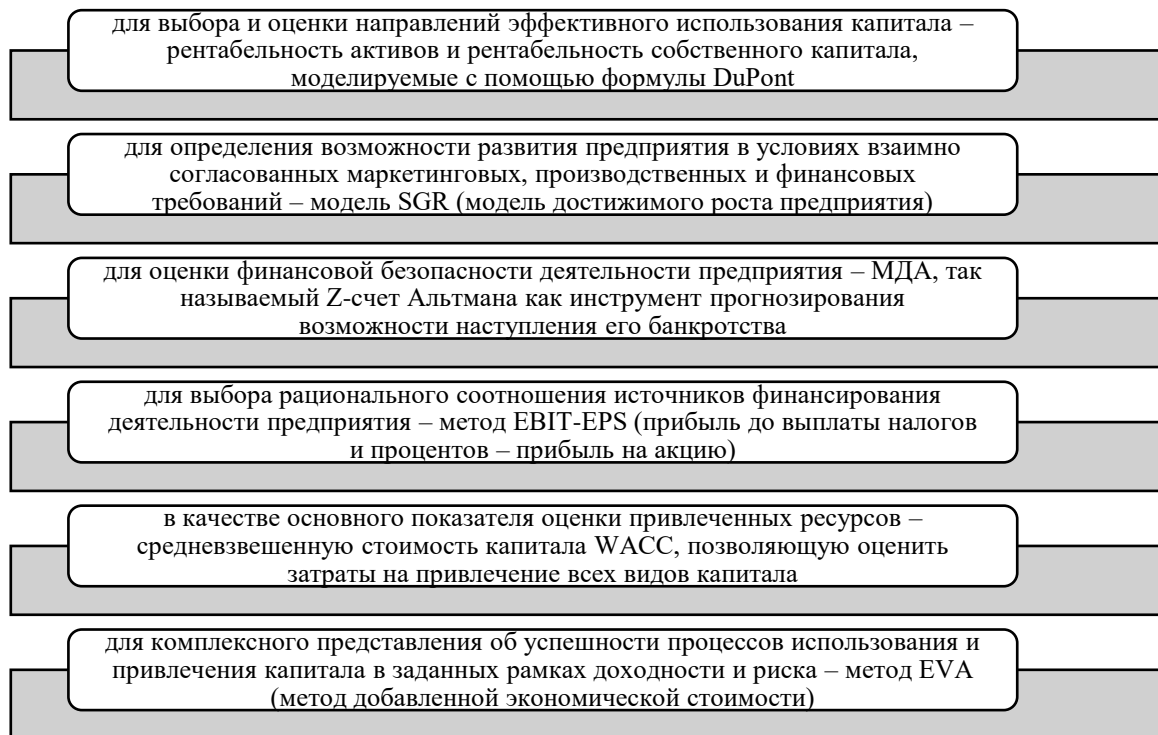 для выбора и оценки направлений эффективного использования капитала –
рентабельность активов и рентабельность собственного капитала,
моделируемые с помощью формулы DuPont
для определения возможности развития предприятия в условиях взаимно
согласованных маркетинговых, производственных и финансовых
требований – модель SGR (модель достижимого роста предприятия)
для оценки финансовой безопасности деятельности предприятия – МДА, так
называемый Z-счет Альтмана как инструмент прогнозирования
возможности наступления его банкротства
для выбора рационального соотношения источников финансирования
деятельности предприятия – метод EBIT-EPS (прибыль до выплаты налогов
и процентов – прибыль на акцию)
в качестве основного показателя оценки привлеченных ресурсов –
средневзвешенную стоимость капитала WACC, позволяющую оценить
затраты на привлечение всех видов капитала
для комплексного представления об успешности процессов использования и
привлечения капитала в заданных рамках доходности и риска – метод EVA
(метод добавленной экономической стоимости)